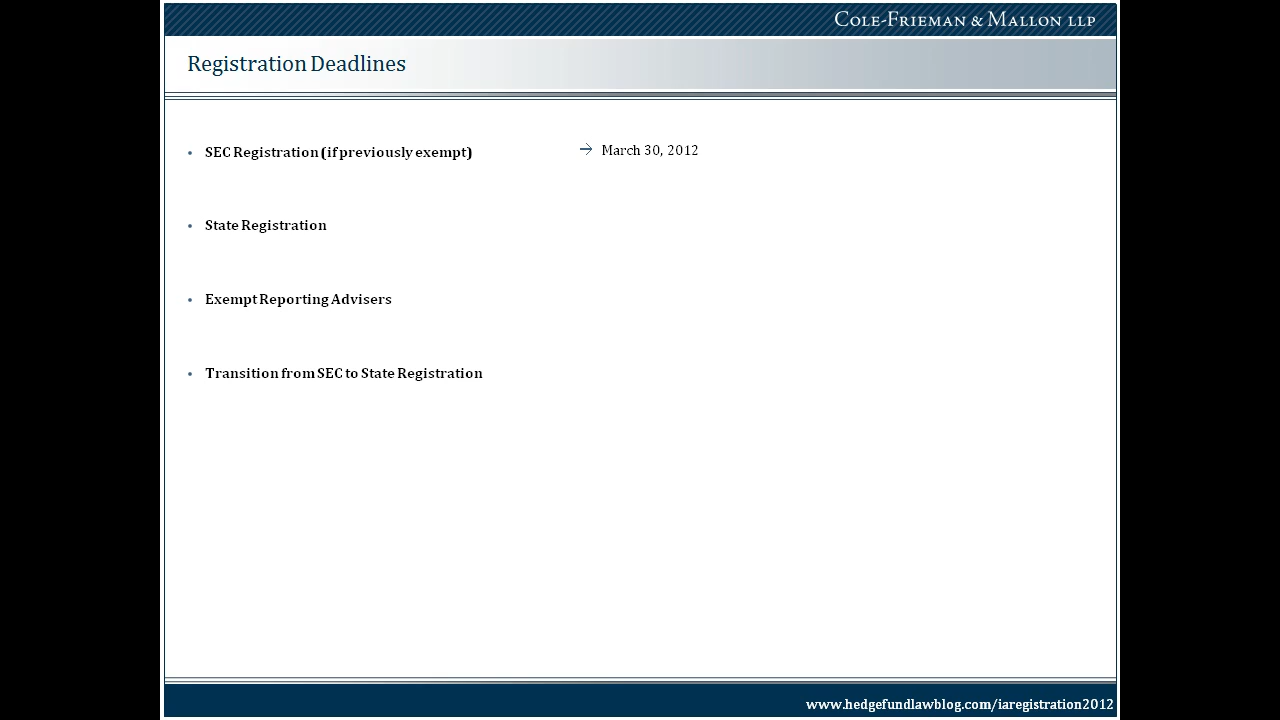 COLE-FRIEMAN & MALLON LLP
Registration Deadlines
• SEC Registration (if previously exempt) → March 30, 2012
• State Registration
• Exempt Reporting Advisers
• Transition from SEC to State Registration
www.hedgefundlawblog.com/iaregistration2012